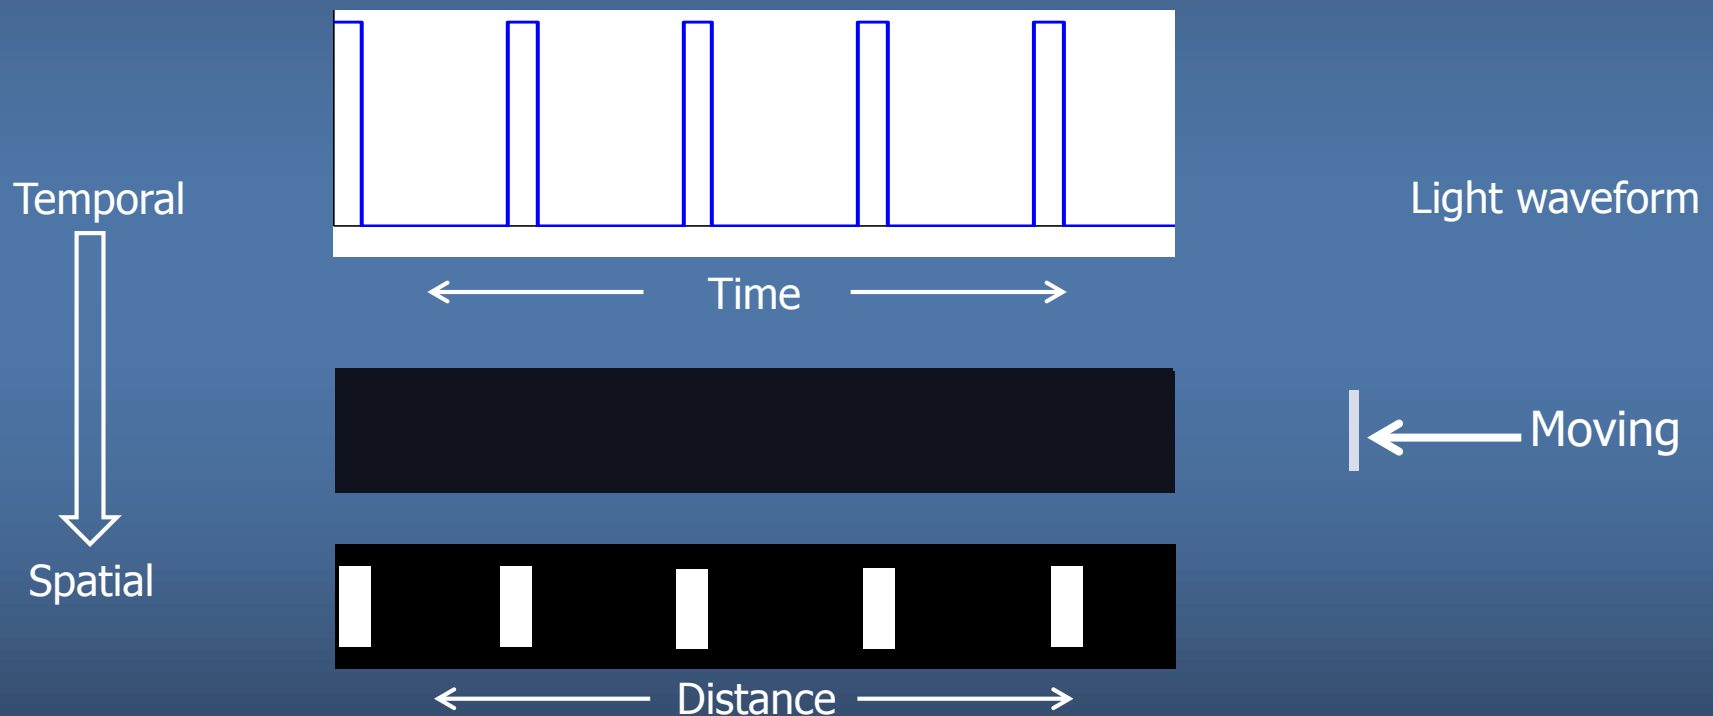 Temporal
Light waveform
Time
Moving
Spatial
Distance